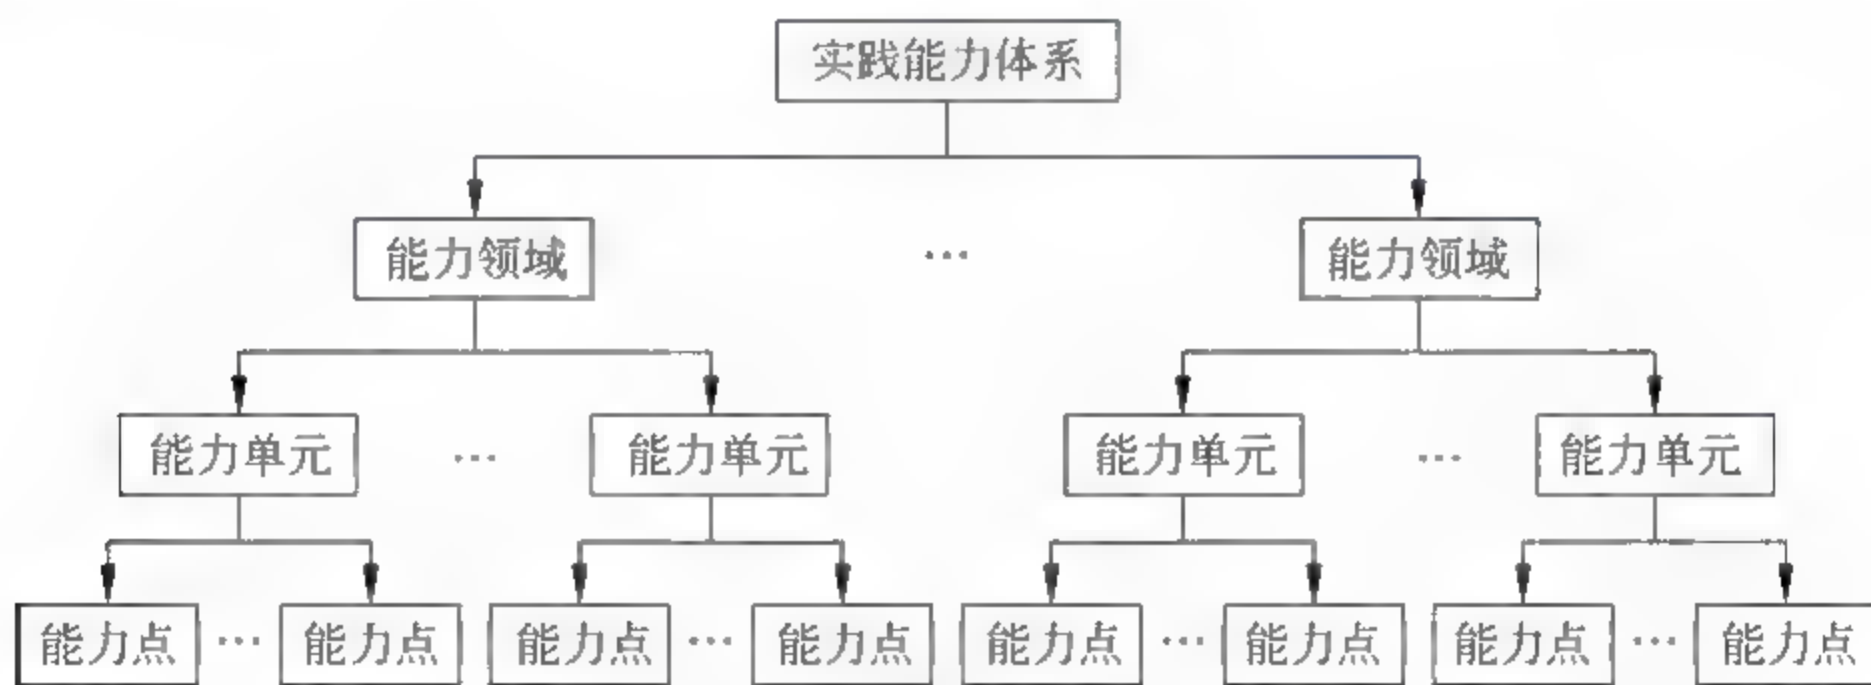 实践能力体系
能力领域 … 能力领域
能力单元 … 能力单元 能力单元 … 能力单元
能力点 … 能力点 能力点 … 能力点 能力点 … 能力点 能力点 … 能力点